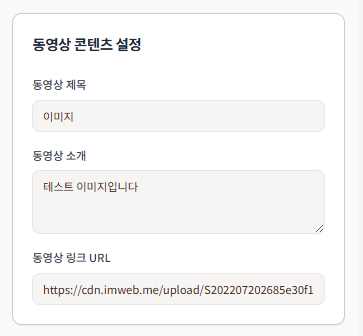 동영상 콘텐츠 설정
동영상 제목
이미지
동영상 소개
테스트 이미지입니다
동영상 링크 URL
https://cdn.imweb.me/upload/S202207202685e30f1